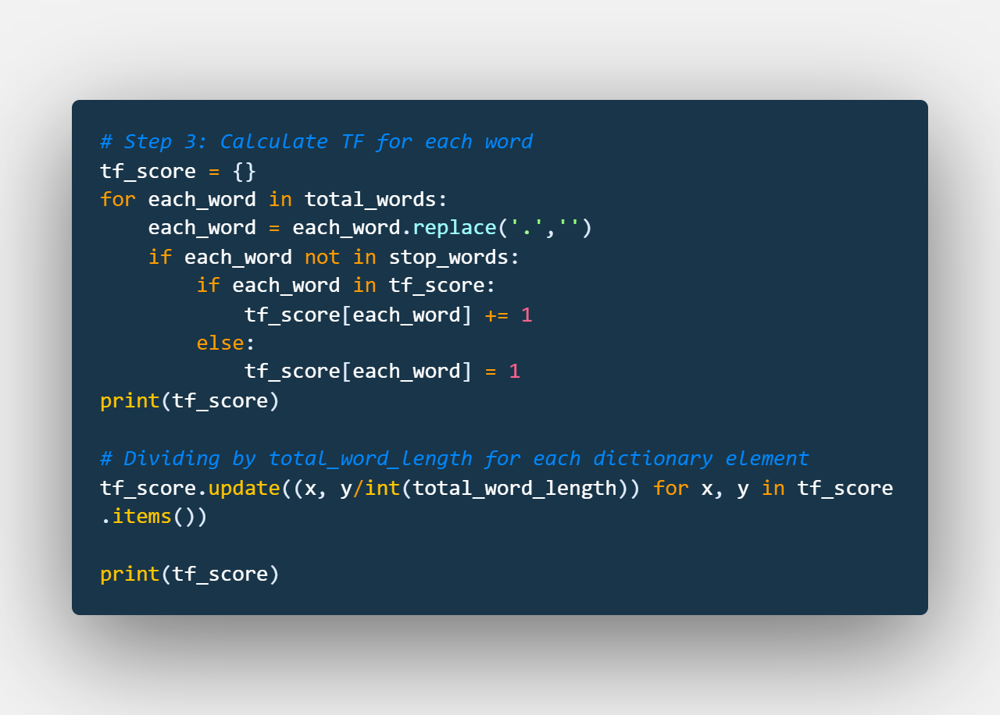 # Step 3: Calculate TF for each word
tf_score = {}
for each_word in total_words:
    each_word = each_word.replace('.','')
    if each_word not in stop_words:
        if each_word in tf_score:
            tf_score[each_word] += 1
        else:
            tf_score[each_word] = 1
print(tf_score)

# Dividing by total_word_length for each dictionary element
tf_score.update((x, y/int(total_word_length)) for x, y in tf_score
.items())

print(tf_score)